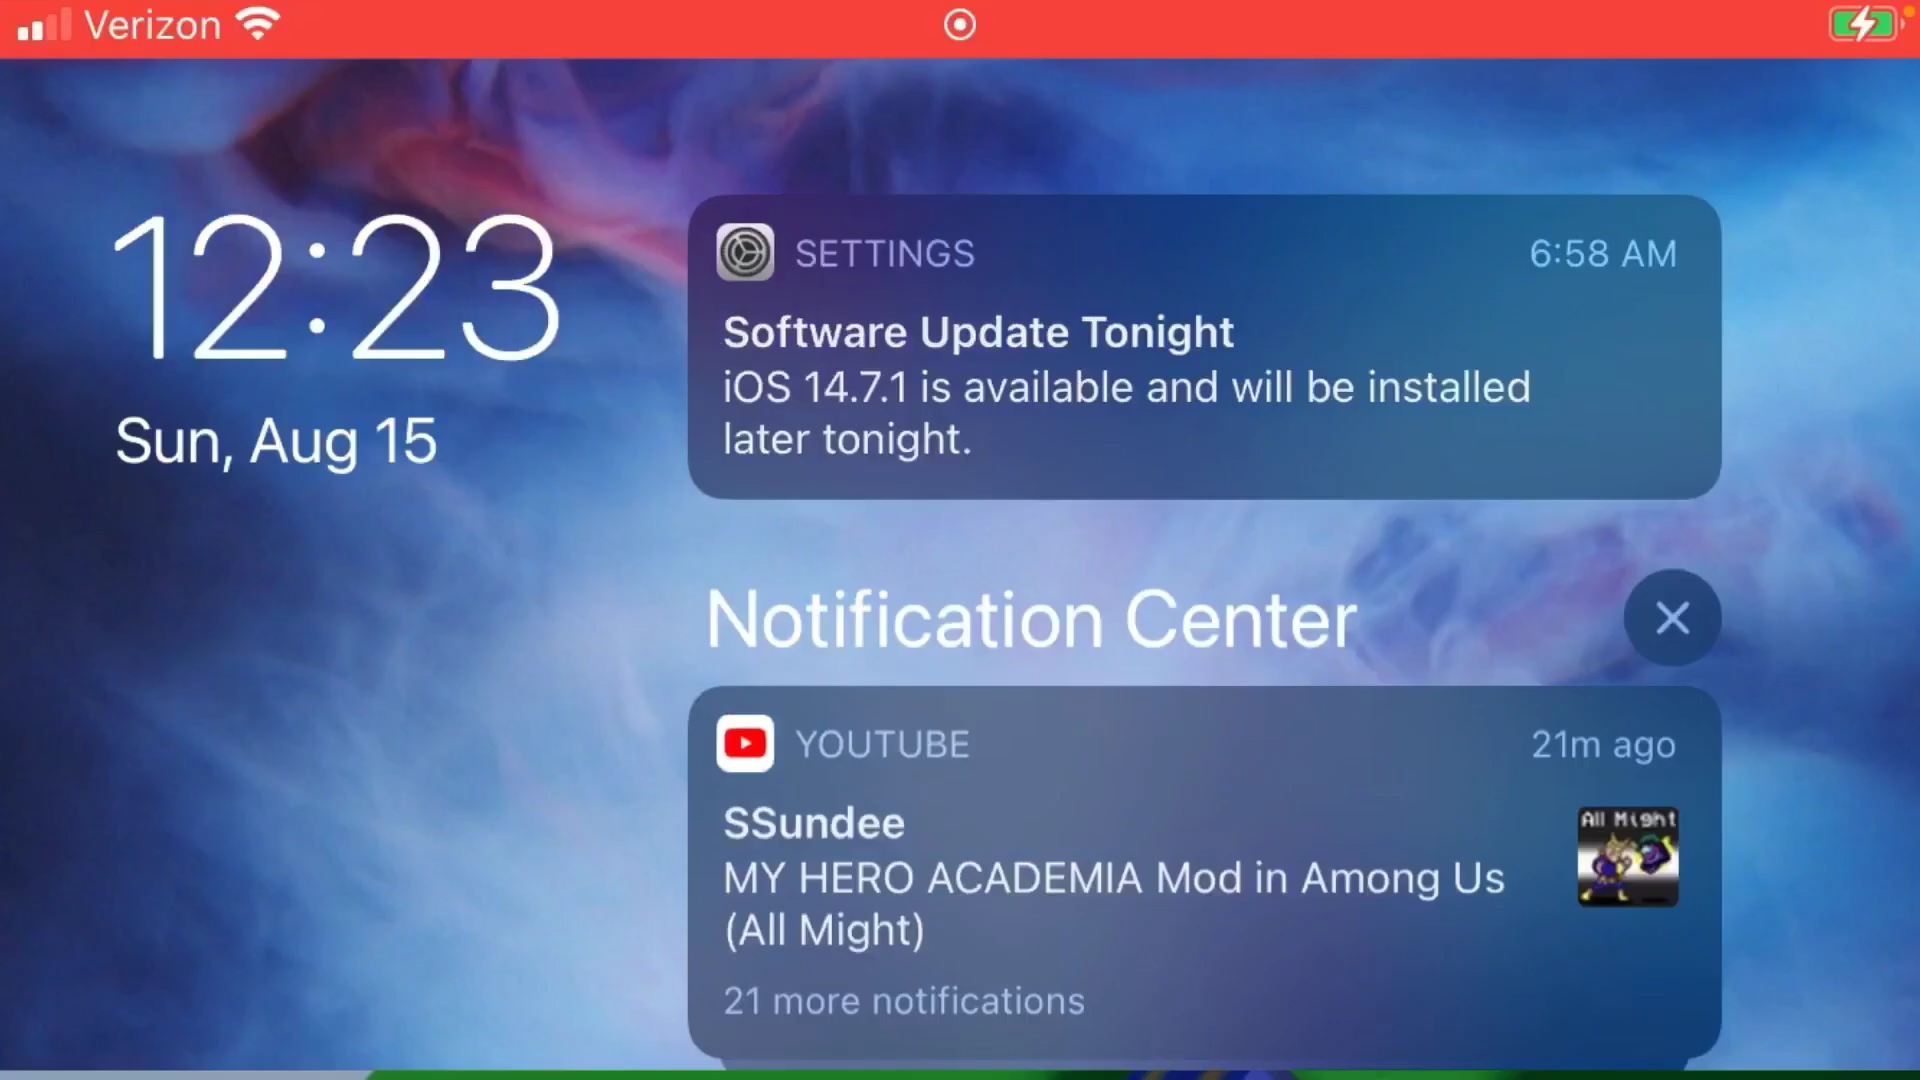 Verizon
12:23
Sun, Aug 15
SETTINGS
6:58 AM
Software Update Tonight
iOS 14.7.1 is available and will be installed
later tonight.
Notification Center
YOUTUBE
21m ago
SSundee
MY HERO ACADEMIA Mod in Among Us
(All Might)
All Might
21 more notifications